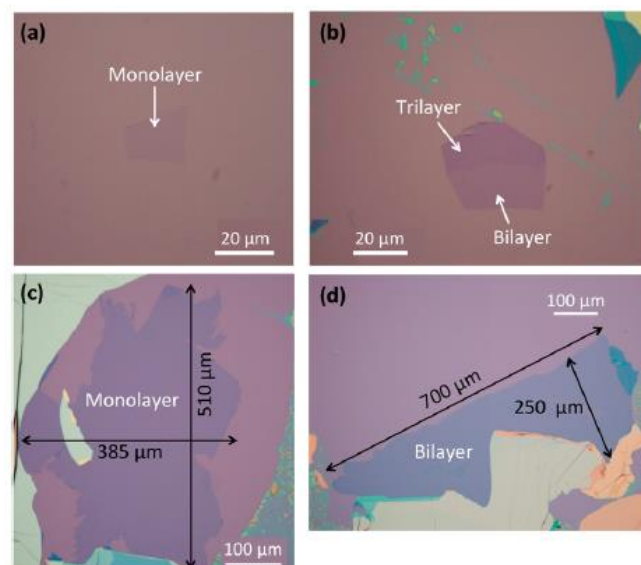 (a)
Monolayer
20 μm
(b)
Trilayer
Bilayer
20 μm
(c)
Monolayer
510 μm
385 μm
100 μm
(d)
100 μm
700 μm
250 μm
Bilayer